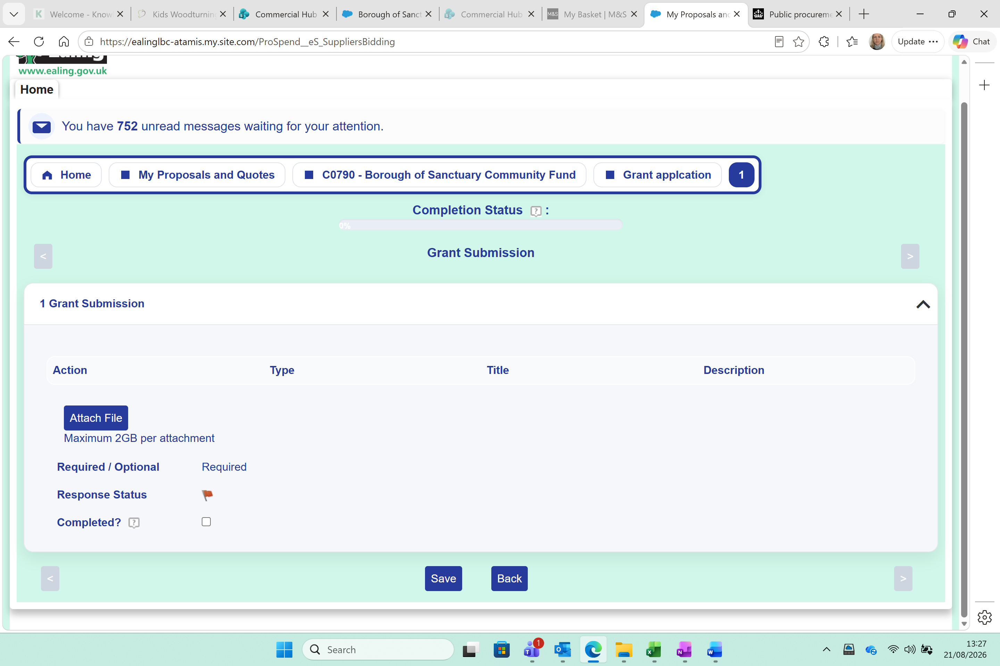 Welcome - Know
Kids Woodturning
Commercial Hub
Borough of Sanct
Commercial Hub
M&S My Basket | M&S
My Proposals and
Public procureme
https://ealinglbc-atamis.my.site.com/ProSpend__eS_SuppliersBidding
Update
Chat
www.ealing.gov.uk
Home
You have 752 unread messages waiting for your attention.
Home
My Proposals and Quotes
C0790 - Borough of Sanctuary Community Fund
Grant applcation
1
Completion Status ? :
0%
<
Grant Submission
>
1 Grant Submission
Action Type Title Description
Attach File
Maximum 2GB per attachment
Required / Optional Required
Response Status
Completed? ?
<
Save
Back
>
Search
1
13:27
21/08/2026